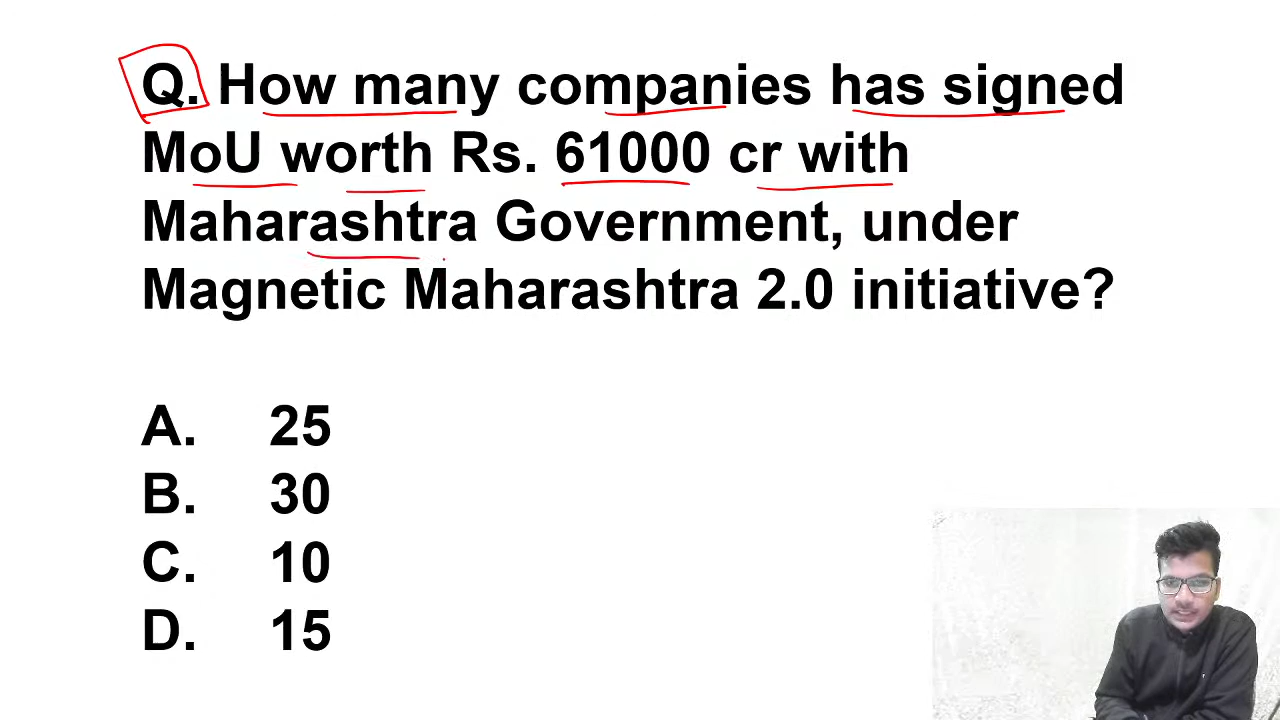 Q. How many companies has signed
MoU worth Rs. 61000 cr with
Maharashtra Government, under
Magnetic Maharashtra 2.0 initiative?
A. 25
B. 30
C. 10
D. 15